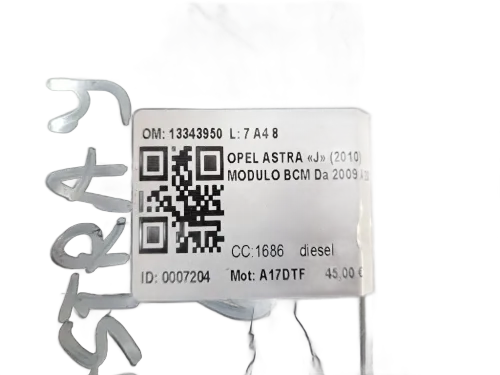 OM: 13343950 L: 7 A4 8
OPEL ASTRA «J» (2010)
MODULO BCM Da 2009
CC:1686 diesel
ID: 0007204 Mot: A17DTF 45,00 €